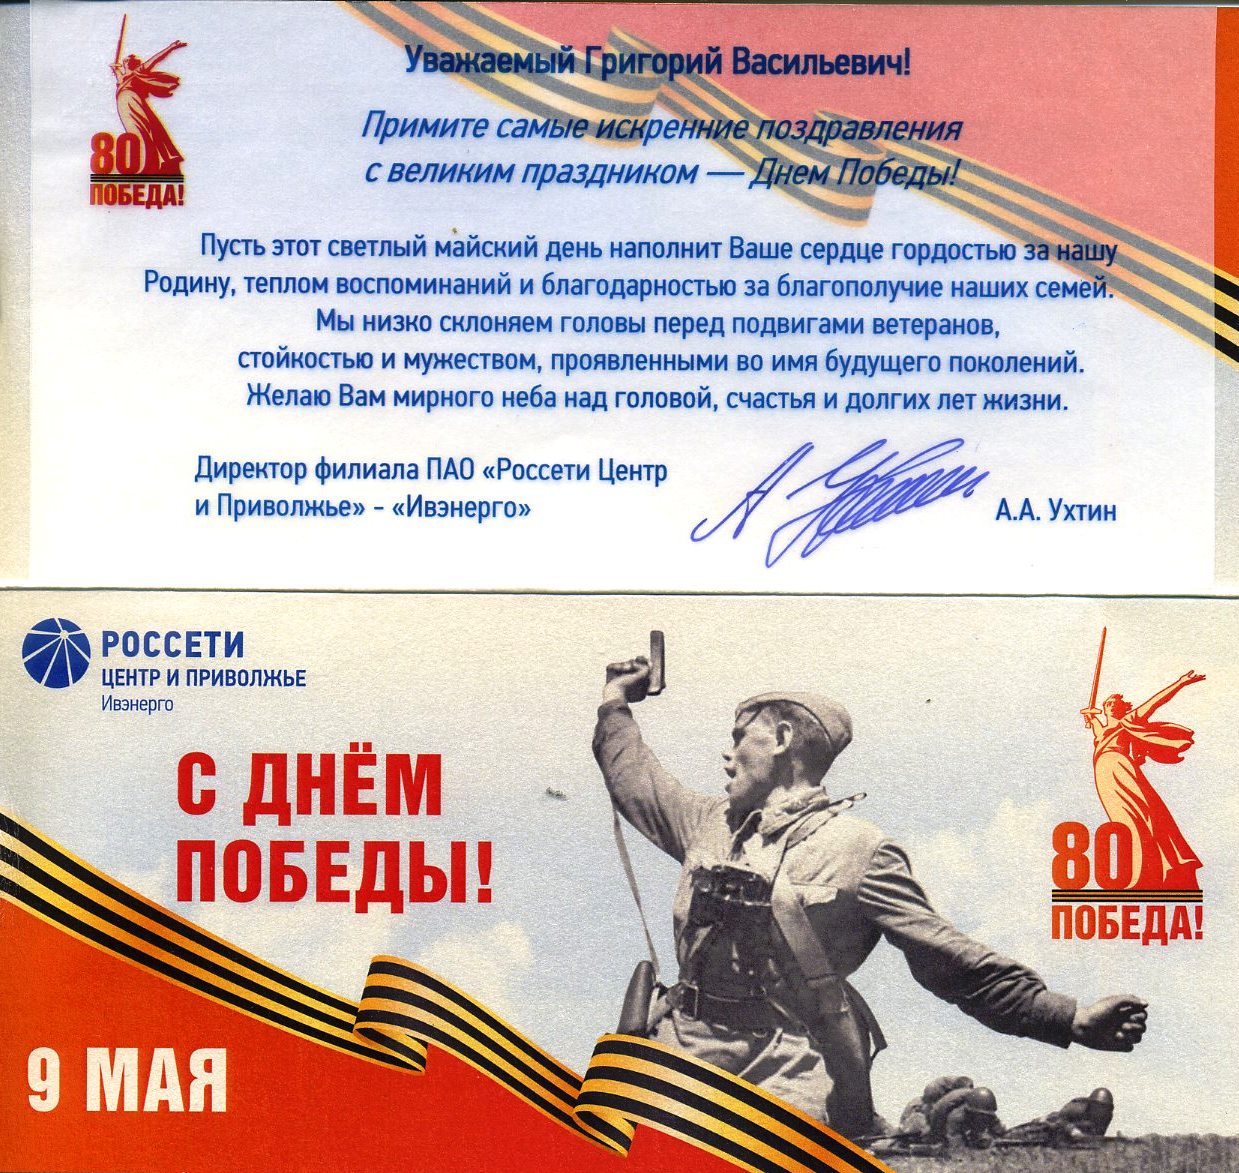 Уважаемый Григорий Васильевич!
Примите самые искренние поздравления
с великим праздником — Днем Победы!
80
ПОБЕДА!
Пусть этот светлый майский день наполнит Ваше сердце гордостью за нашу
Родину, теплом воспоминаний и благодарностью за благополучие наших семей.
Мы низко склоняем головы перед подвигами ветеранов,
стойкостью и мужеством, проявленными во имя будущего поколений.
Желаю Вам мирного неба над головой, счастья и долгих лет жизни.
Директор филиала ПАО «Россети Центр
и Приволжье» - «Ивэнерго»
А.А. Ухтин
РОССЕТИ
ЦЕНТР И ПРИВОЛЖЬЕ
Ивэнерго
С ДНЁМ
ПОБЕДЫ!
80
ПОБЕДА!
9 МАЯ